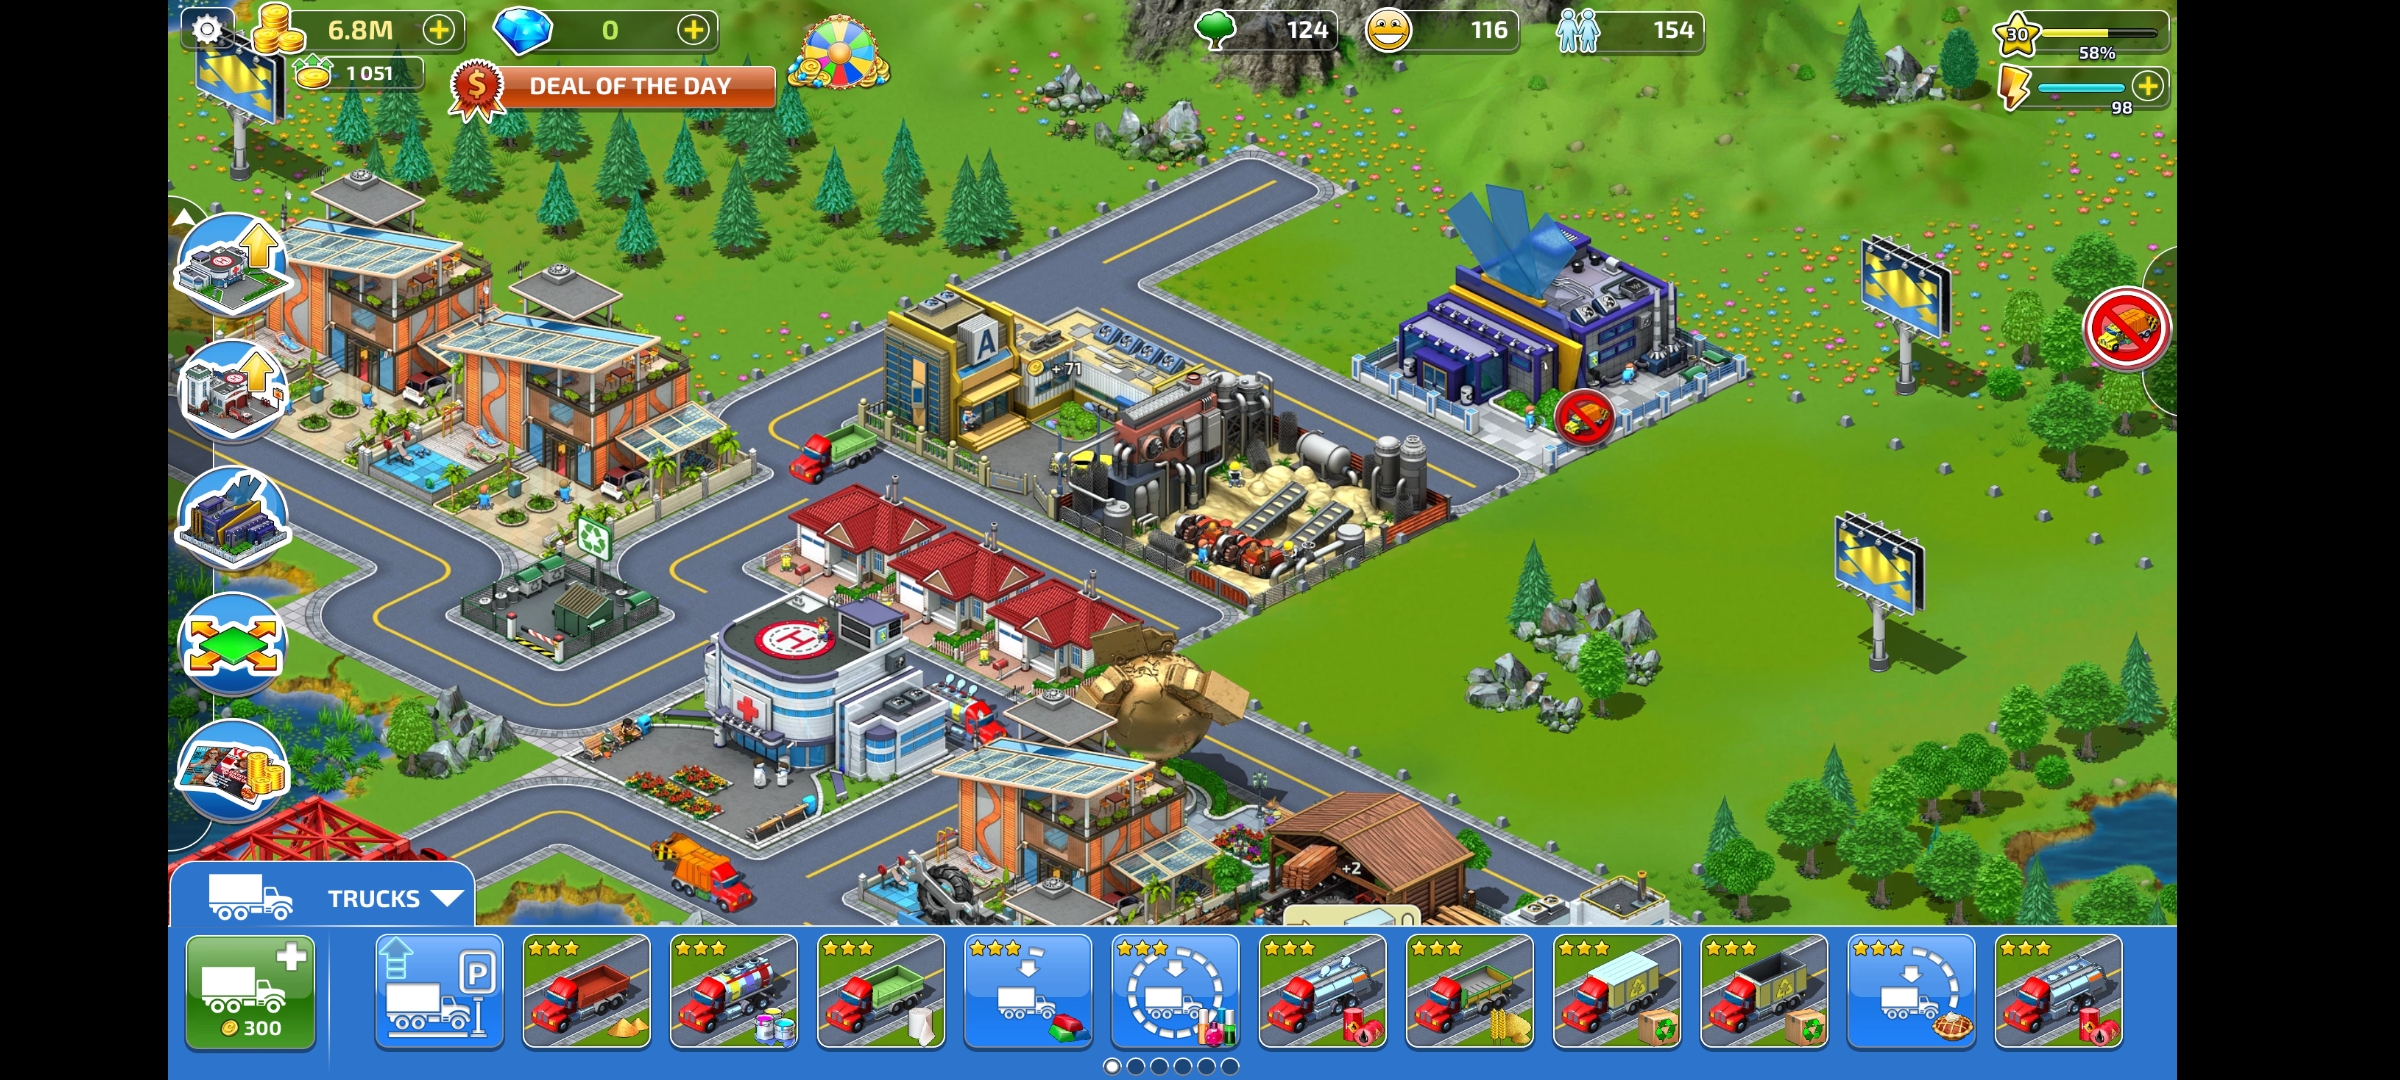 6.8M
0
124
116
154
30
58%
1 051
DEAL OF THE DAY
98
A
+71
H
+2
TRUCKS
P
300